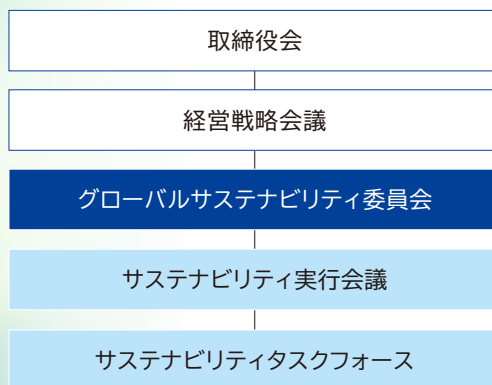 取締役会
経営戦略会議
グローバルサステナビリティ委員会
サステナビリティ実行会議
サステナビリティタスクフォース